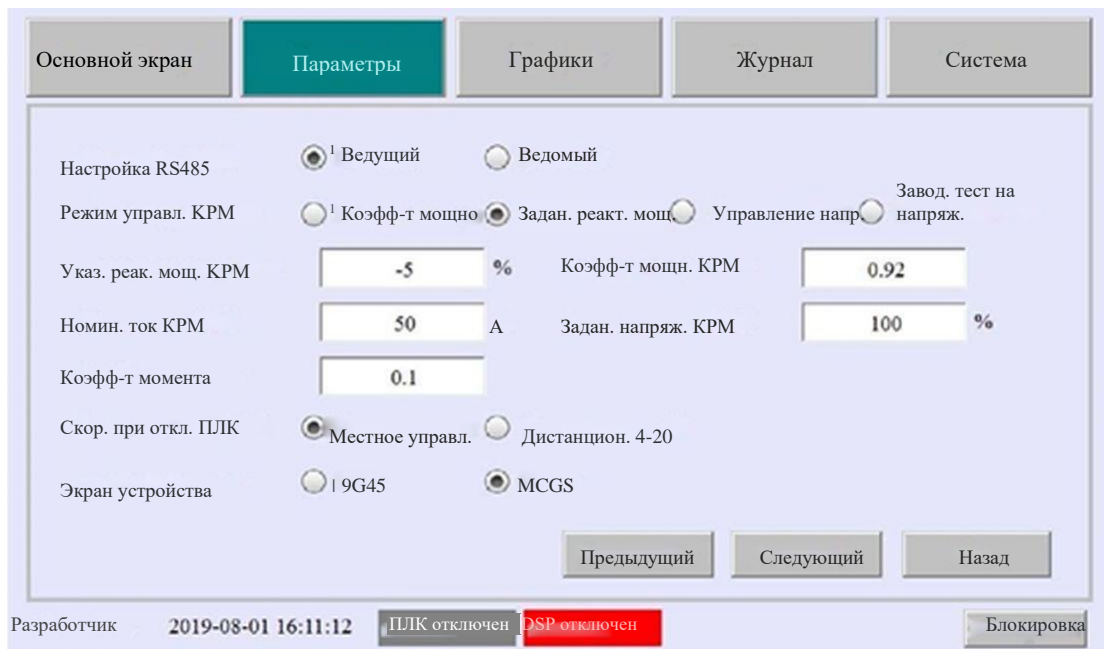 Основной экран
Параметры
Графики
Журнал
Система
Настройка RS485
1 Ведущий
Ведомый
Режим управл. КРМ
1 Коэфф-т мощно
Задан. реакт. мощ.
Управление напр.
Завод. тест на
напряж.
Указ. реак. мощ. КРМ
-5
%
Коэфф-т мощн. КРМ
0.92
Номин. ток КРМ
50
A
Задан. напряж. КРМ
100
%
Коэфф-т момента
0.1
Скор. при откл. ПЛК
Местное управл.
Дистанцион. 4-20
Экран устройства
| 9G45
MCGS
Предыдущий
Следующий
Назад
Разработчик
2019-08-01 16:11:12
ПЛК отключен
DSP отключен
Блокировка